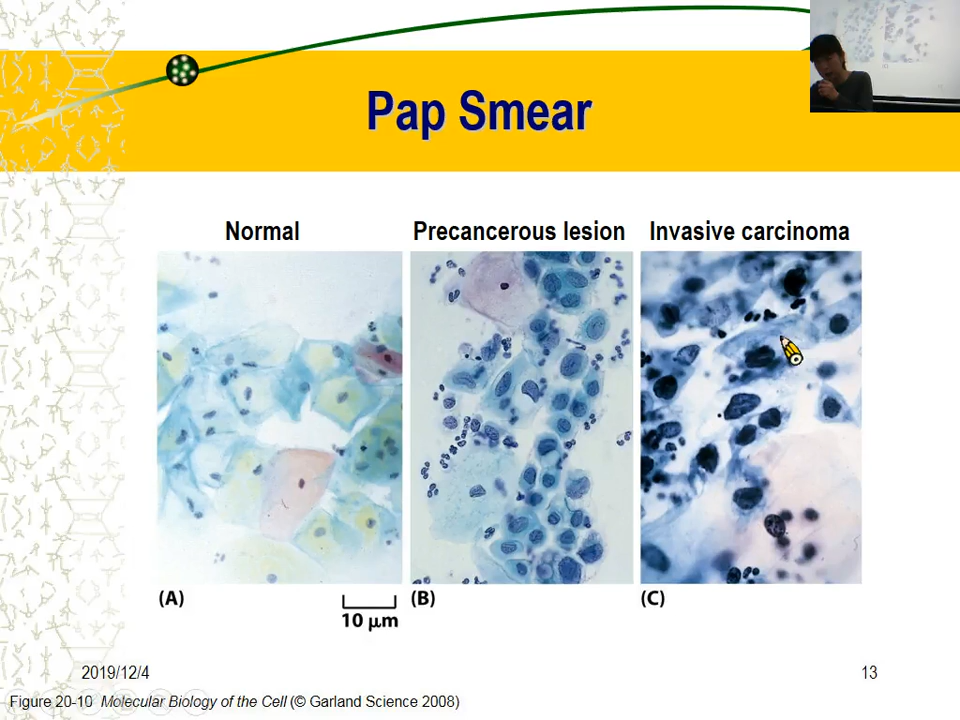 Pap Smear
Normal
Precancerous lesion
Invasive carcinoma
(A)
10 μm
(B)
(C)
2019/12/4
13
Figure 20-10 Molecular Biology of the Cell (© Garland Science 2008)